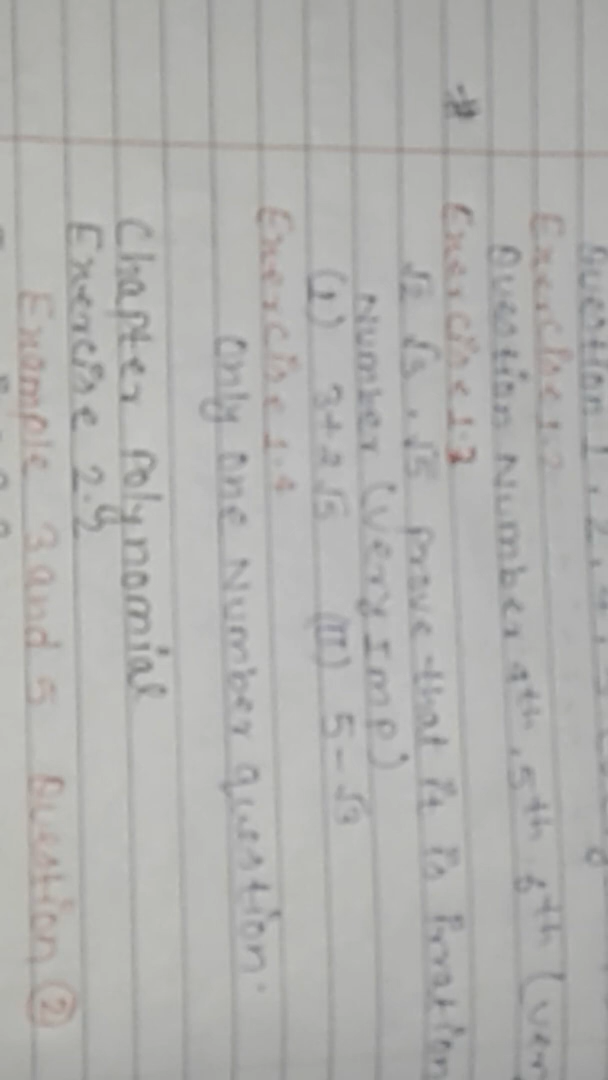 Question 1, 2,
Exercise 1.2
Question Number 4th, 5th 6th (ver
Exercise 1.3
√2 √3, √5 prove that it is irration
Number (very Imp)
(I) 3+2√5 (II) 5-√3
Exercise 1.4
only one Number question.
Chapter polynomial
Exercise 2.4
Example 3 and 5 Question ②